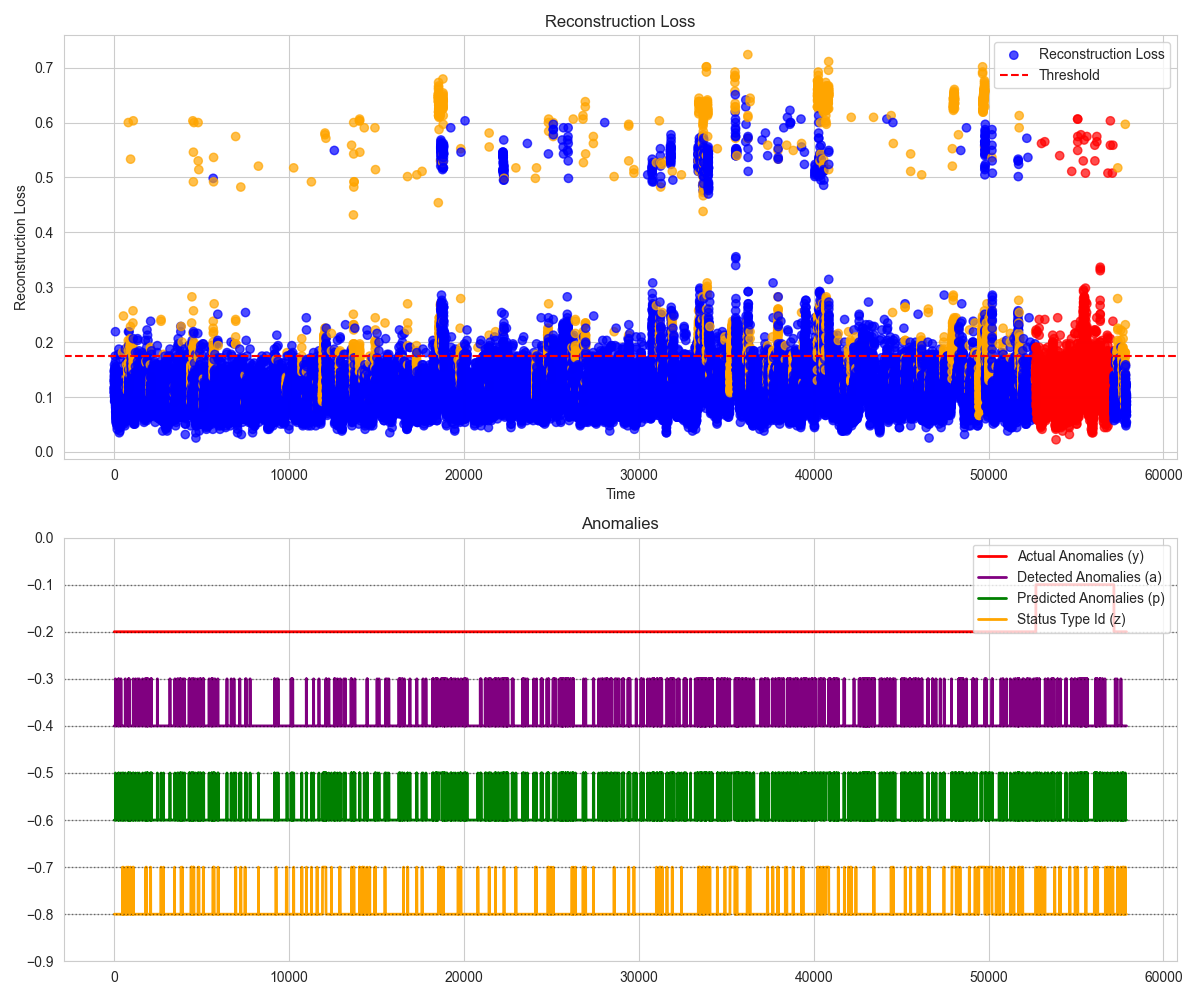 Reconstruction Loss
Reconstruction Loss
0.7
0.6
0.5
0.4
0.3
0.2
0.1
0.0
Reconstruction Loss
Threshold
0 10000 20000 30000 40000 50000 60000
Time
Anomalies
0.0
−0.1
−0.2
−0.3
−0.4
−0.5
−0.6
−0.7
−0.8
−0.9
Actual Anomalies (y)
Detected Anomalies (a)
Predicted Anomalies (p)
Status Type Id (z)
0 10000 20000 30000 40000 50000 60000